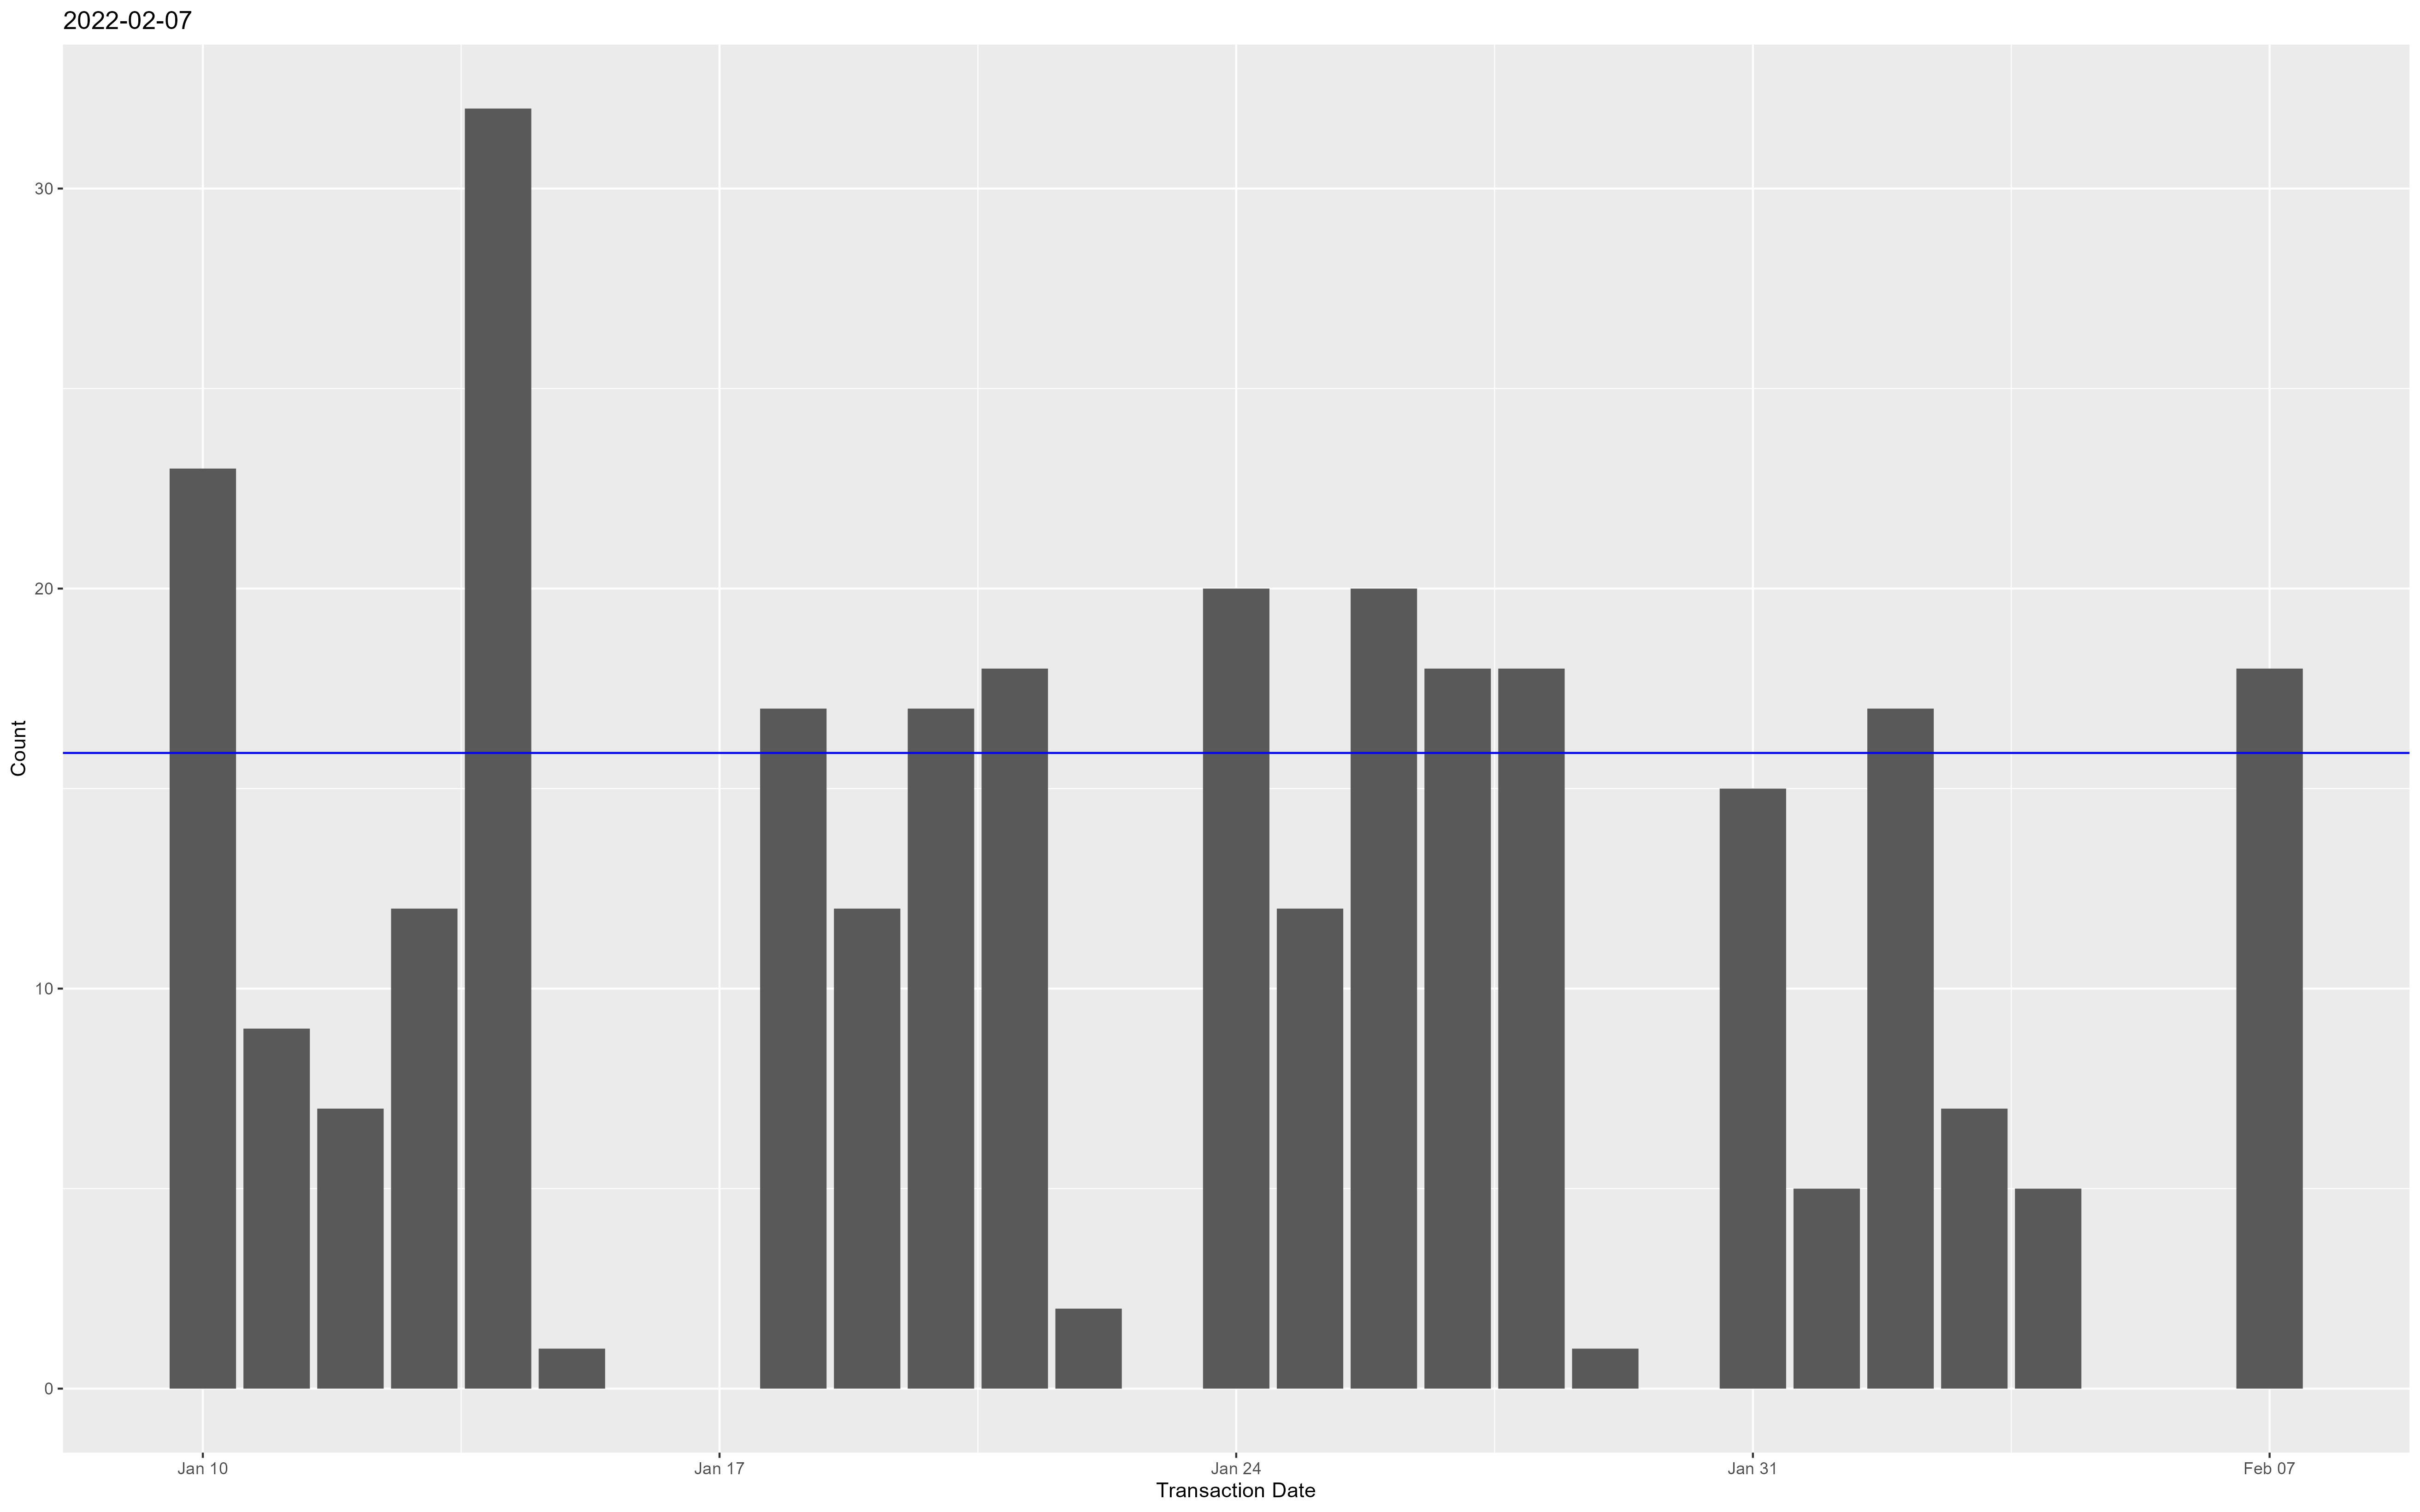 2022-02-07
Count
30
20
10
0
Jan 10
Jan 17
Jan 24
Jan 31
Feb 07
Transaction Date